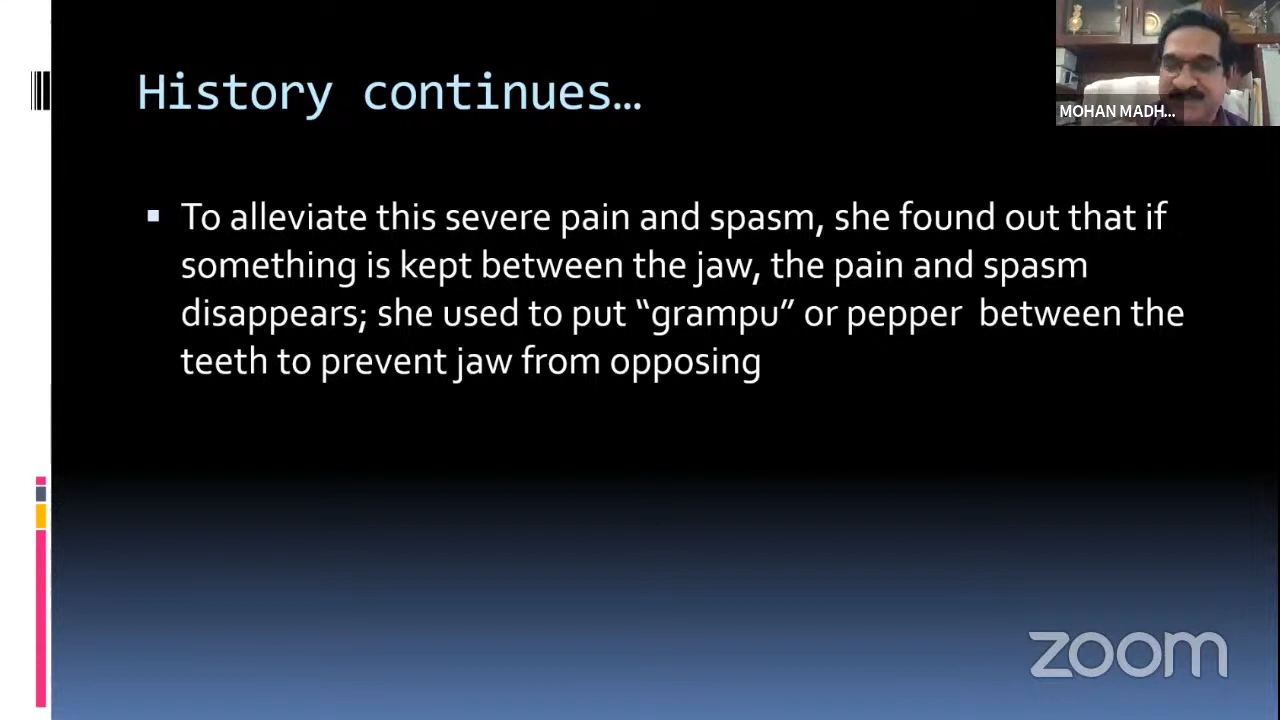 History continues…
MOHAN MADH...
To alleviate this severe pain and spasm, she found out that if
something is kept between the jaw, the pain and spasm
disappears; she used to put “grampu” or pepper between the
teeth to prevent jaw from opposing
zoom